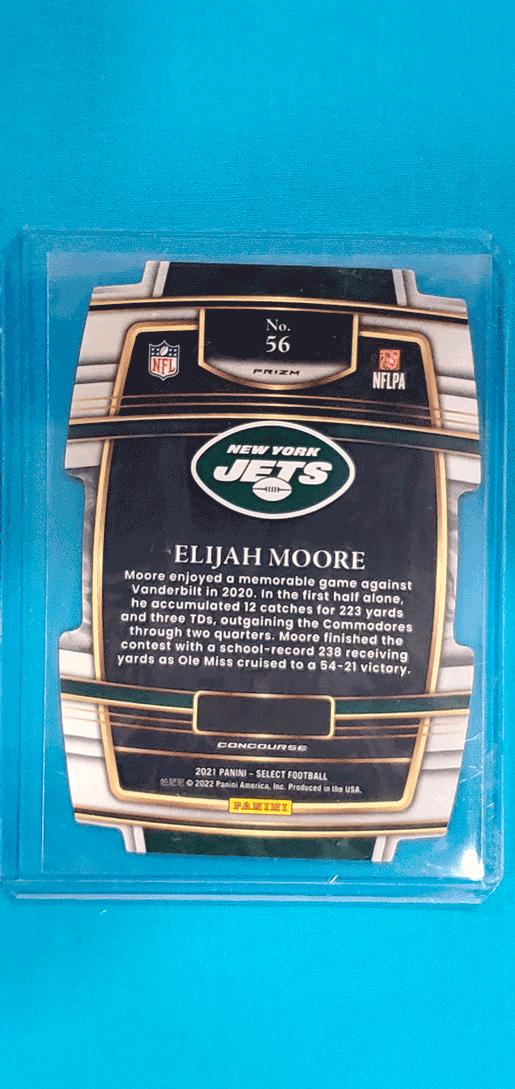 No.
56
PRIZM
NFL
NFLPA
NEW YORK
JETS
ELIJAH MOORE
Moore enjoyed a memorable game against
Vanderbilt in 2020. In the first half alone,
he accumulated 12 catches for 223 yards
and three TDs, outgaining the Commodores
through two quarters. Moore finished the
contest with a school-record 238 receiving
yards as Ole Miss cruised to a 54-21 victory.
CONCOURSE
2021 PANINI – SELECT FOOTBALL
© 2022 Panini America, Inc. Produced in the USA.
PANINI